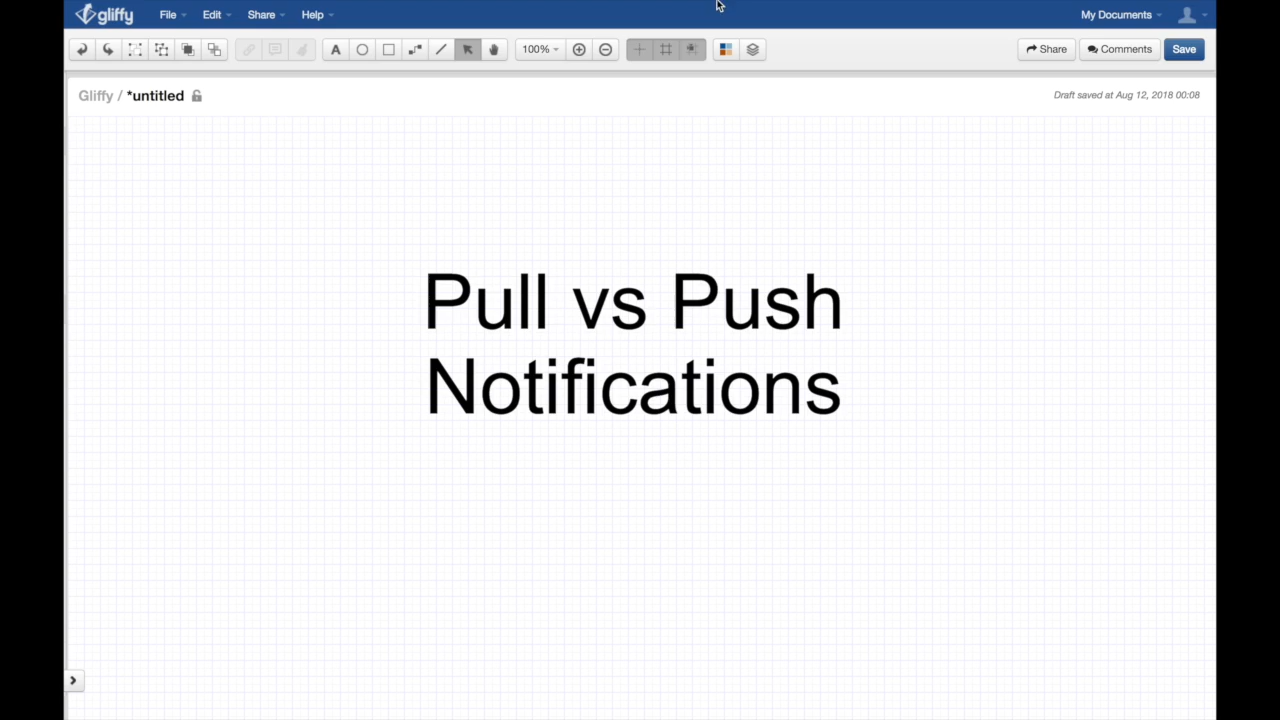 gliffy File Edit Share Help My Documents
A 100% Share Comments Save
Gliffy / *untitled Draft saved at Aug 12, 2018 00:08
Pull vs Push
Notifications